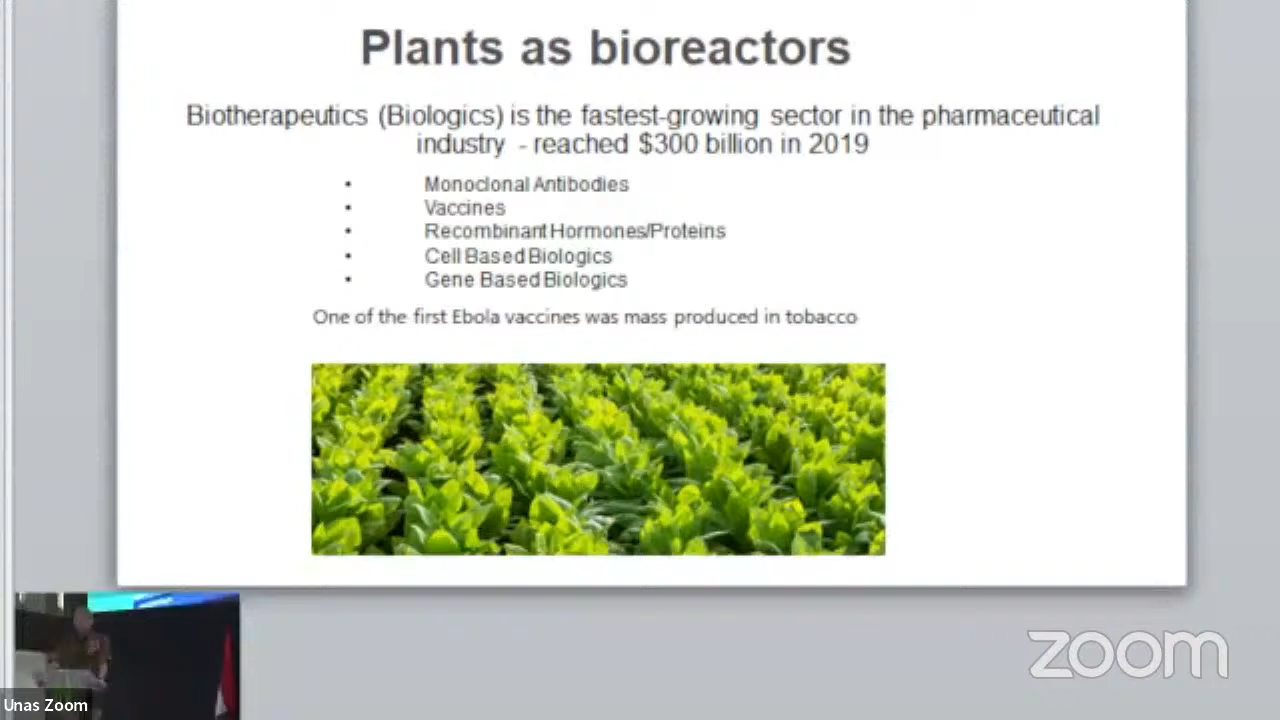 Plants as bioreactors
Biotherapeutics (Biologics) is the fastest-growing sector in the pharmaceutical
industry - reached $300 billion in 2019
• Monoclonal Antibodies
• Vaccines
• Recombinant Hormones/Proteins
• Cell Based Biologics
• Gene Based Biologics
One of the first Ebola vaccines was mass produced in tobacco
zoom
Unas Zoom